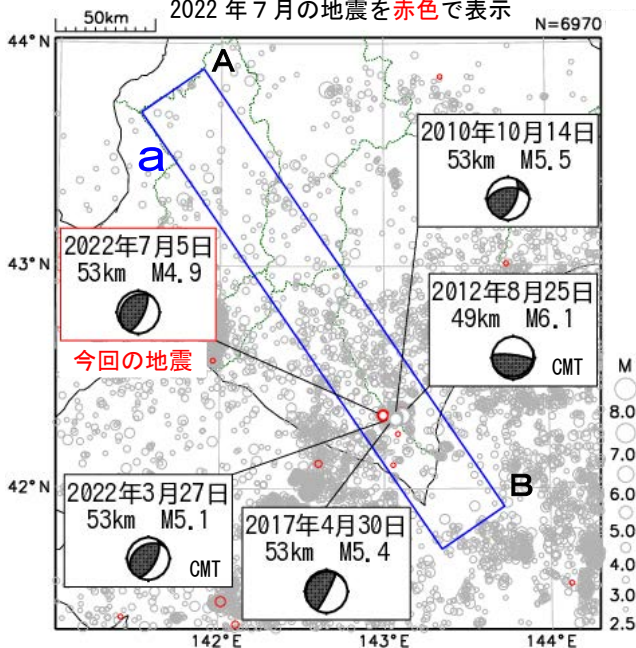 2022年7月の地震を赤色で表示
50km
N=6970
44°N
A
a
2010年10月14日
53km M5.5
2022年7月5日
53km M4.9
43°N
2012年8月25日
49km M6.1
CMT
今回の地震
M
8.0
7.0
6.0
5.0
4.0
3.0
2.5
42°N
B
2022年3月27日
53km M5.1
CMT
2017年4月30日
53km M5.4
142°E
143°E
144°E